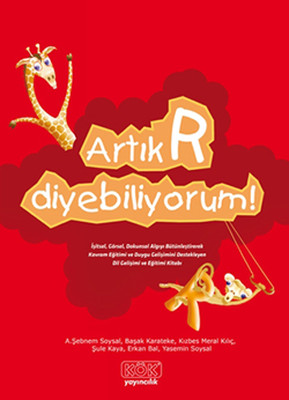 Artık R
diyebiliyorum!
İşitsel, Görsel, Dokunsal Algıyı Bütünleştirerek
Kavram Eğitimi ve Duygu Gelişimini Destekleyen
Dil Gelişimi ve Eğitimi Kitabı
A.Şebnem Soysal, Başak Karateke, Kızbes Meral Kılıç,
Şule Kaya, Erkan Bal, Yasemin Soysal
KÖK
yayıncılık